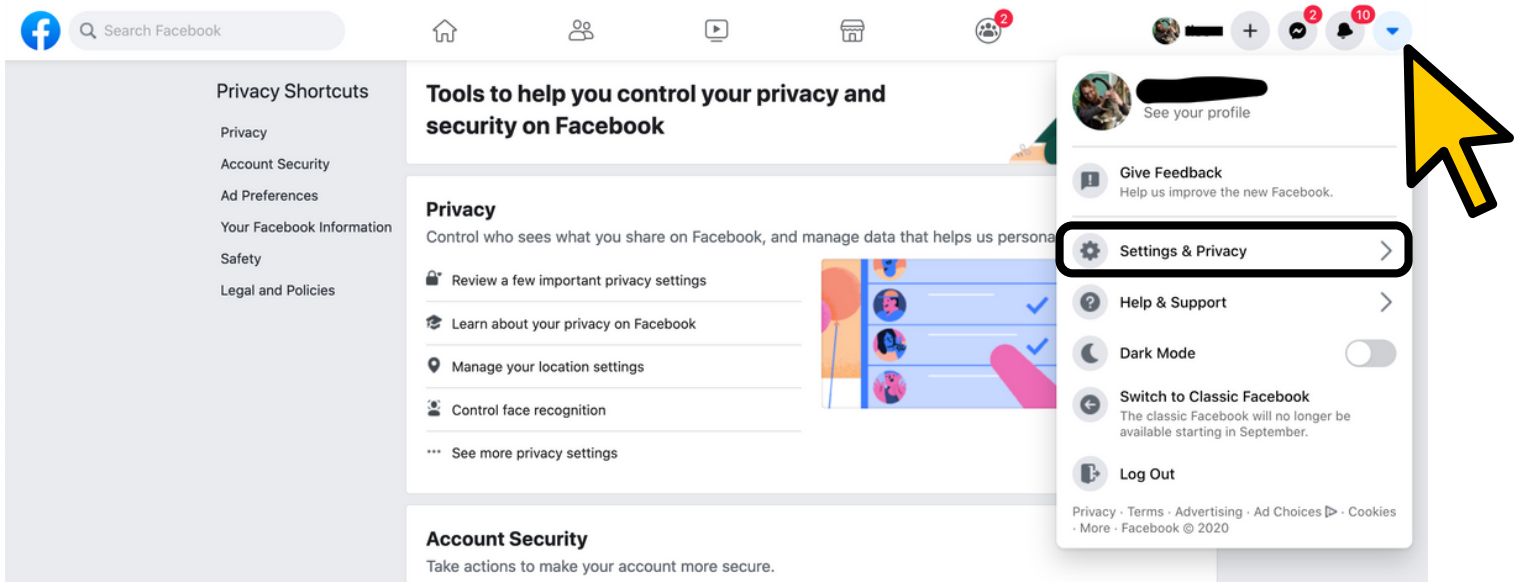 Search Facebook
2
2
10
Privacy Shortcuts
Privacy
Account Security
Ad Preferences
Your Facebook Information
Safety
Legal and Policies
Tools to help you control your privacy and
security on Facebook
Privacy
Control who sees what you share on Facebook, and manage data that helps us persona
Review a few important privacy settings
Learn about your privacy on Facebook
Manage your location settings
Control face recognition
See more privacy settings
Account Security
Take actions to make your account more secure.
See your profile
Give Feedback
Help us improve the new Facebook.
Settings & Privacy
Help & Support
Dark Mode
Switch to Classic Facebook
The classic Facebook will no longer be
available starting in September.
Log Out
Privacy · Terms · Advertising · Ad Choices · Cookies
· More · Facebook © 2020